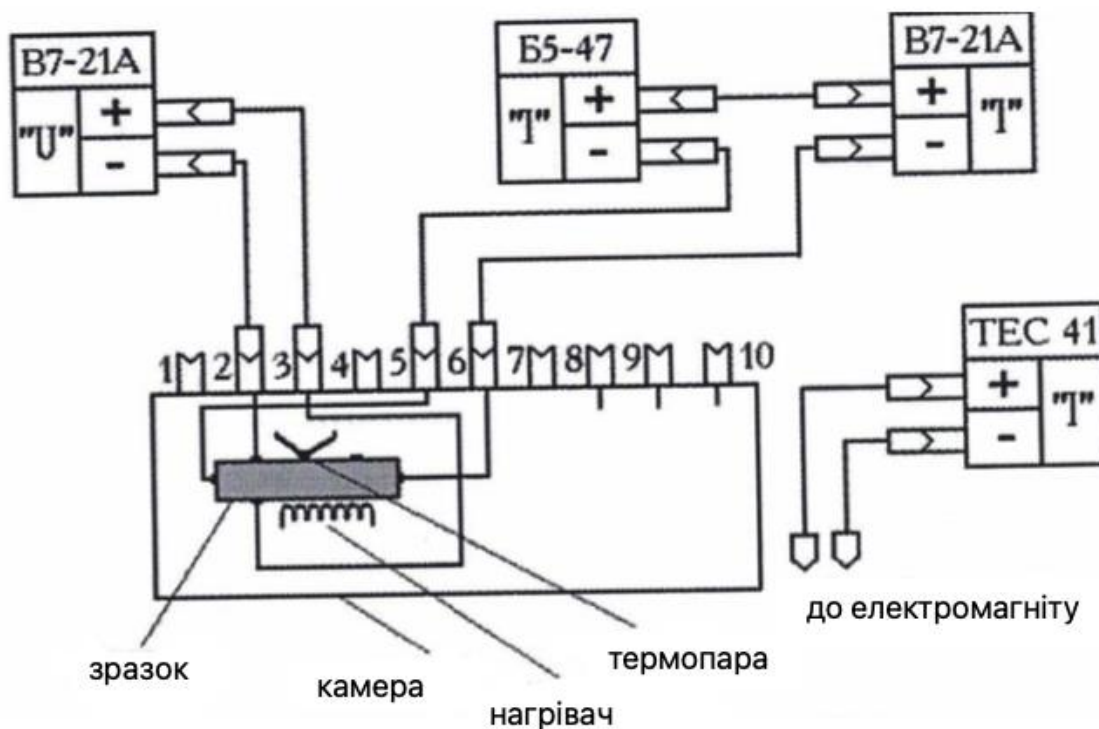 В7-21А
"U"
+
-
Б5-47
"I"
+
-
В7-21А
+
-
"I"
1 2 3 4 5 6 7 8 9 10
ТЕС 41
+
-
"I"
до електромагніту
зразок
камера
нагрівач
термопара